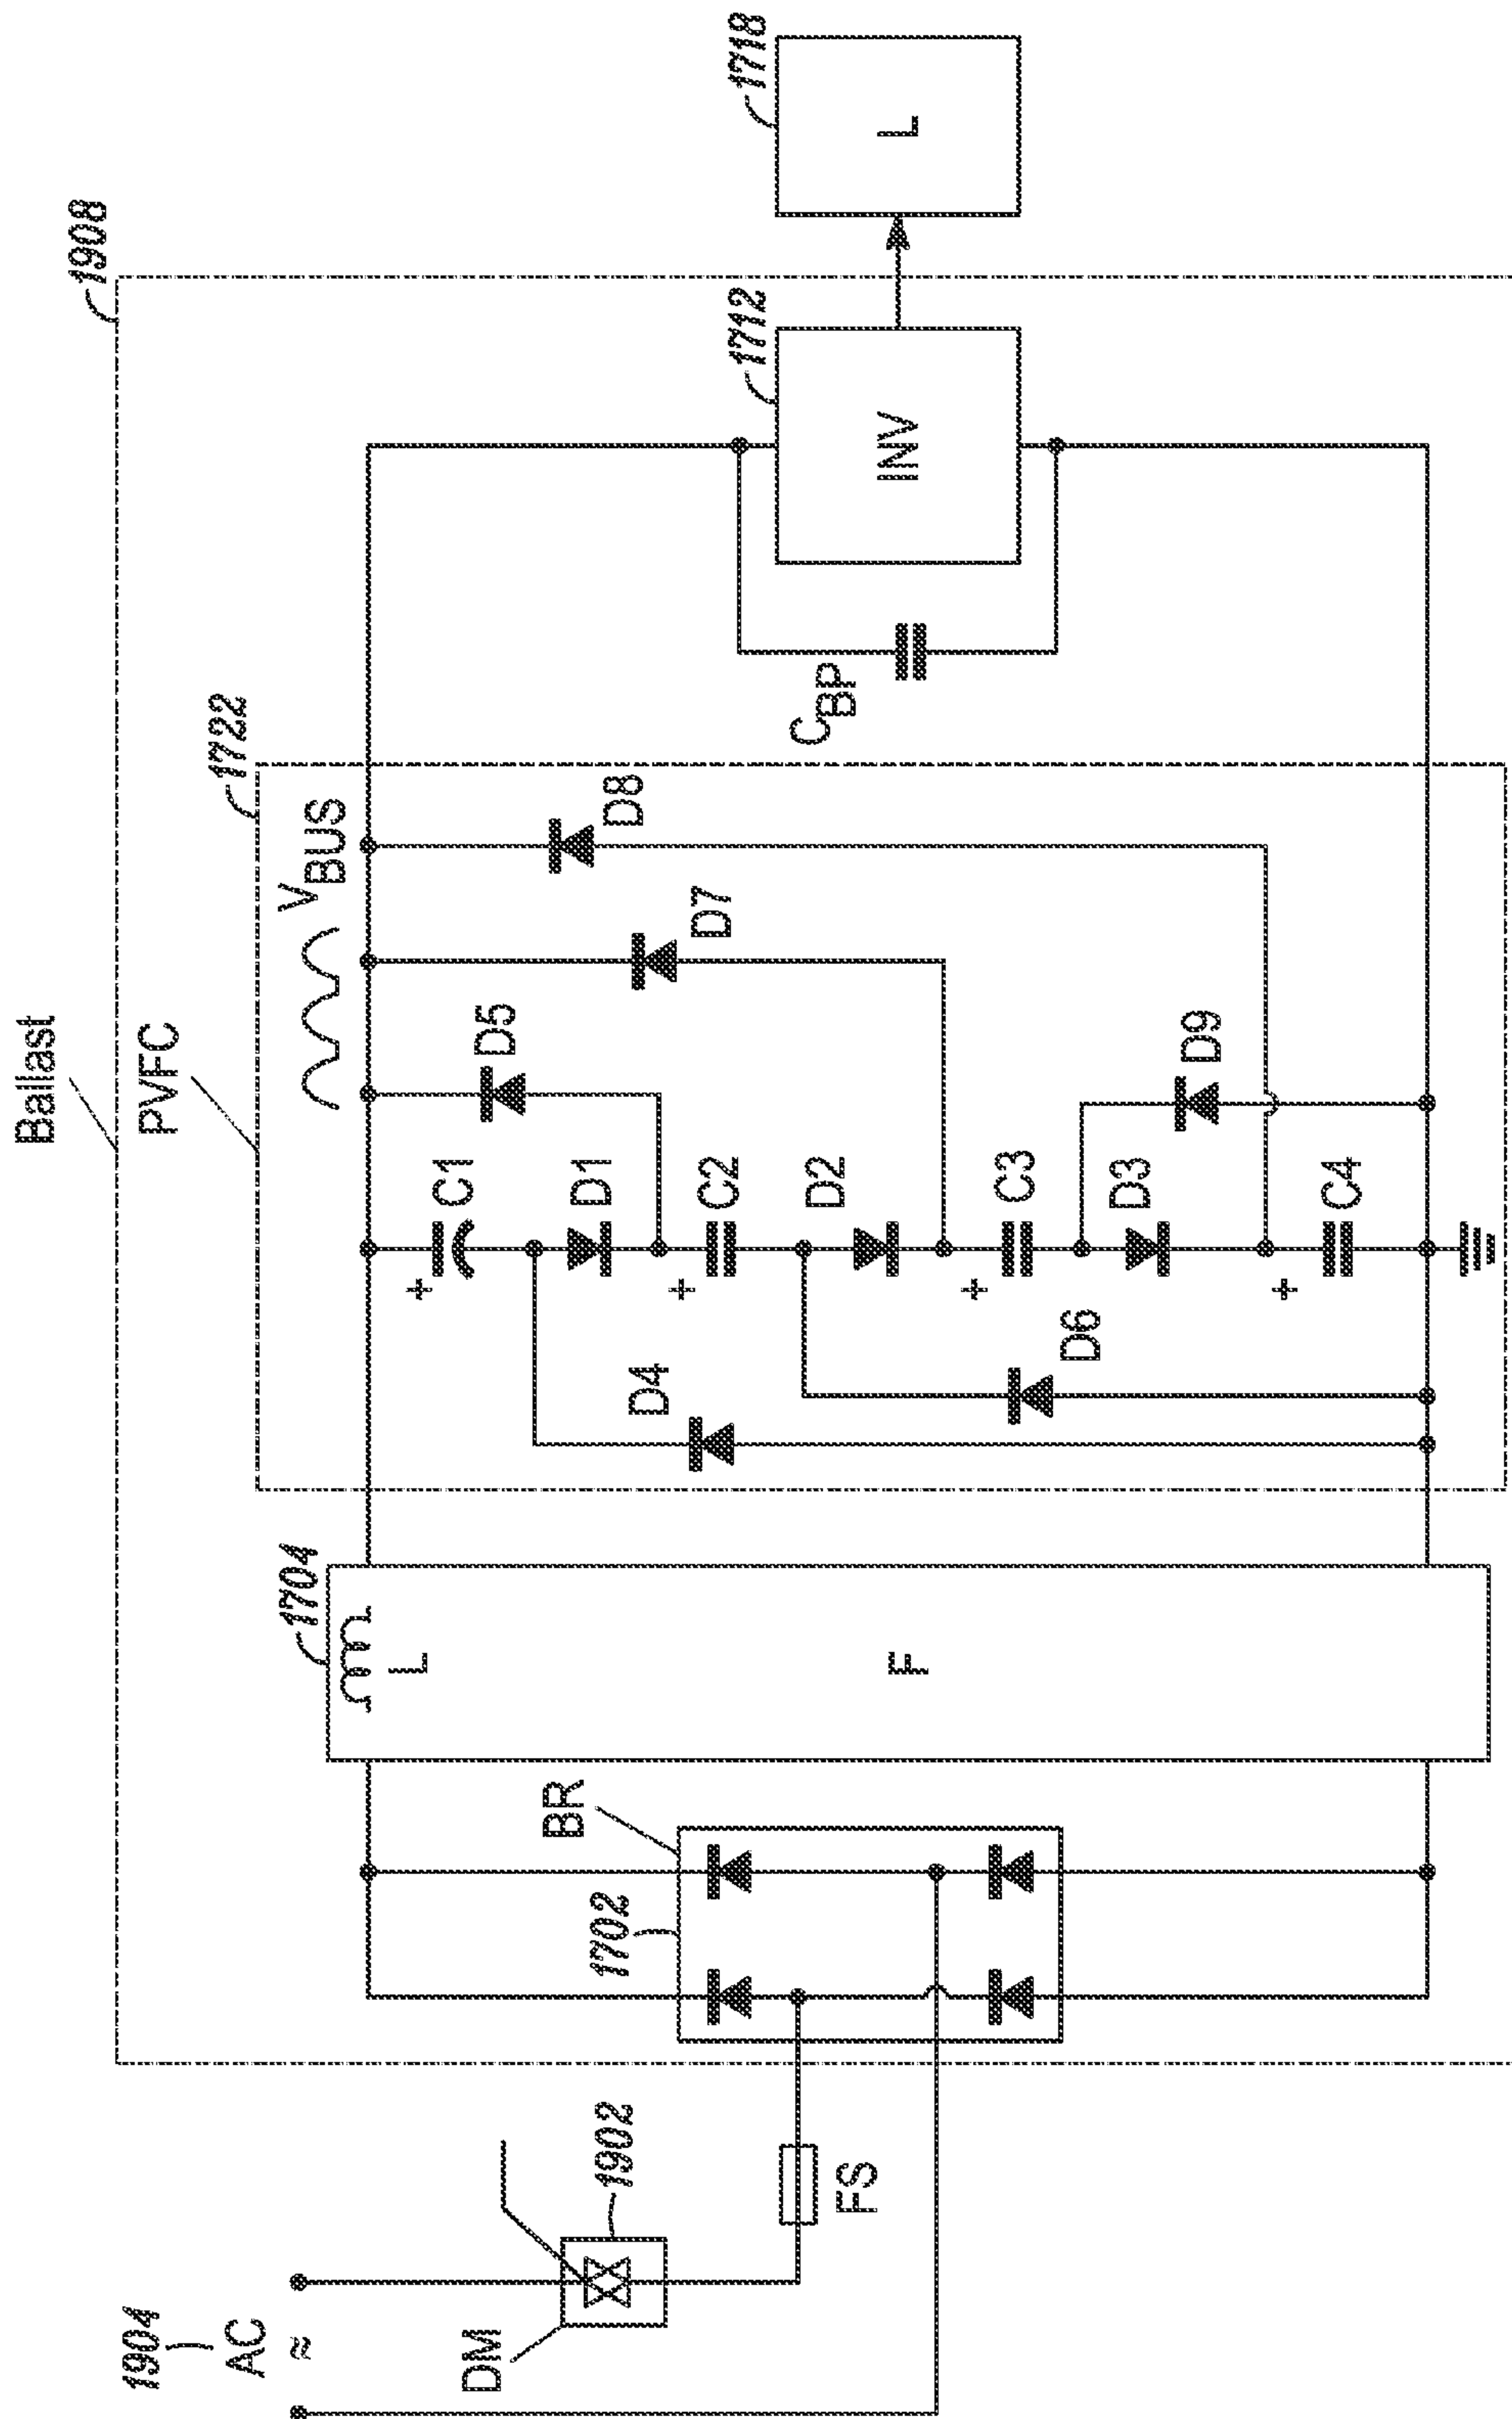 Ballast
1908
PVFC
1722
1904
AC
≈
DM
1902
FS
1702
BR
1704
L
F
VBUS
C1
+
D1
D5
C2
+
D2
D7
D8
C3
+
D3
D9
C4
+
D4
D6
CBP
1712
INV
1718
L